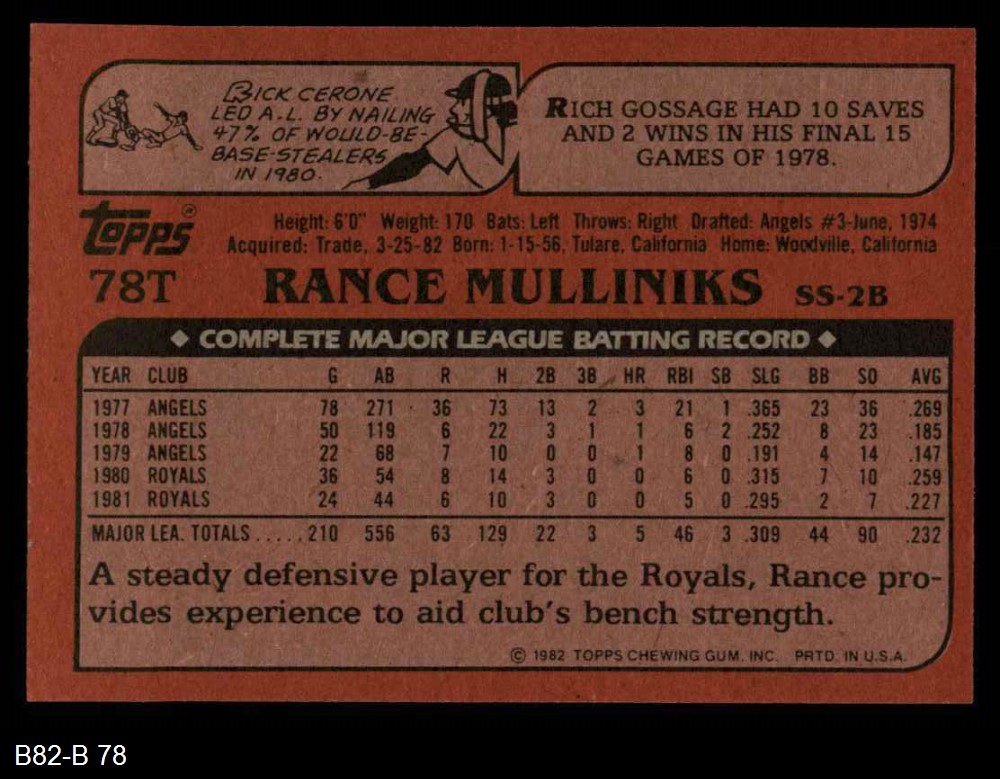 RICK CERONE
LED A.L. BY NAILING
47% OF WOULD-BE-
BASE-STEALERS
IN 1980.
RICH GOSSAGE HAD 10 SAVES
AND 2 WINS IN HIS FINAL 15
GAMES OF 1978.
TOPPS®
Height: 6'0" Weight: 170 Bats: Left Throws: Right Drafted: Angels #3-June, 1974
Acquired: Trade, 3-25-82 Born: 1-15-56, Tulare, California Home: Woodville, California
78T RANCE MULLINIKS SS-2B
◆ COMPLETE MAJOR LEAGUE BATTING RECORD ◆
YEAR CLUB G AB R H 2B 3B HR RBI SB SLG BB SO AVG
1977 ANGELS 78 271 36 73 13 2 3 21 1 .365 23 36 .269
1978 ANGELS 50 119 6 22 3 1 1 6 2 .252 8 23 .185
1979 ANGELS 22 68 7 10 0 0 1 8 0 .191 4 14 .147
1980 ROYALS 36 54 8 14 3 0 0 6 0 .315 7 10 .259
1981 ROYALS 24 44 6 10 3 0 0 5 0 .295 2 7 .227
MAJOR LEA. TOTALS.....210 556 63 129 22 3 5 46 3 .309 44 90 .232
A steady defensive player for the Royals, Rance pro-
vides experience to aid club's bench strength.
© 1982 TOPPS CHEWING GUM, INC. PRTD. IN U.S.A.
B82-B 78